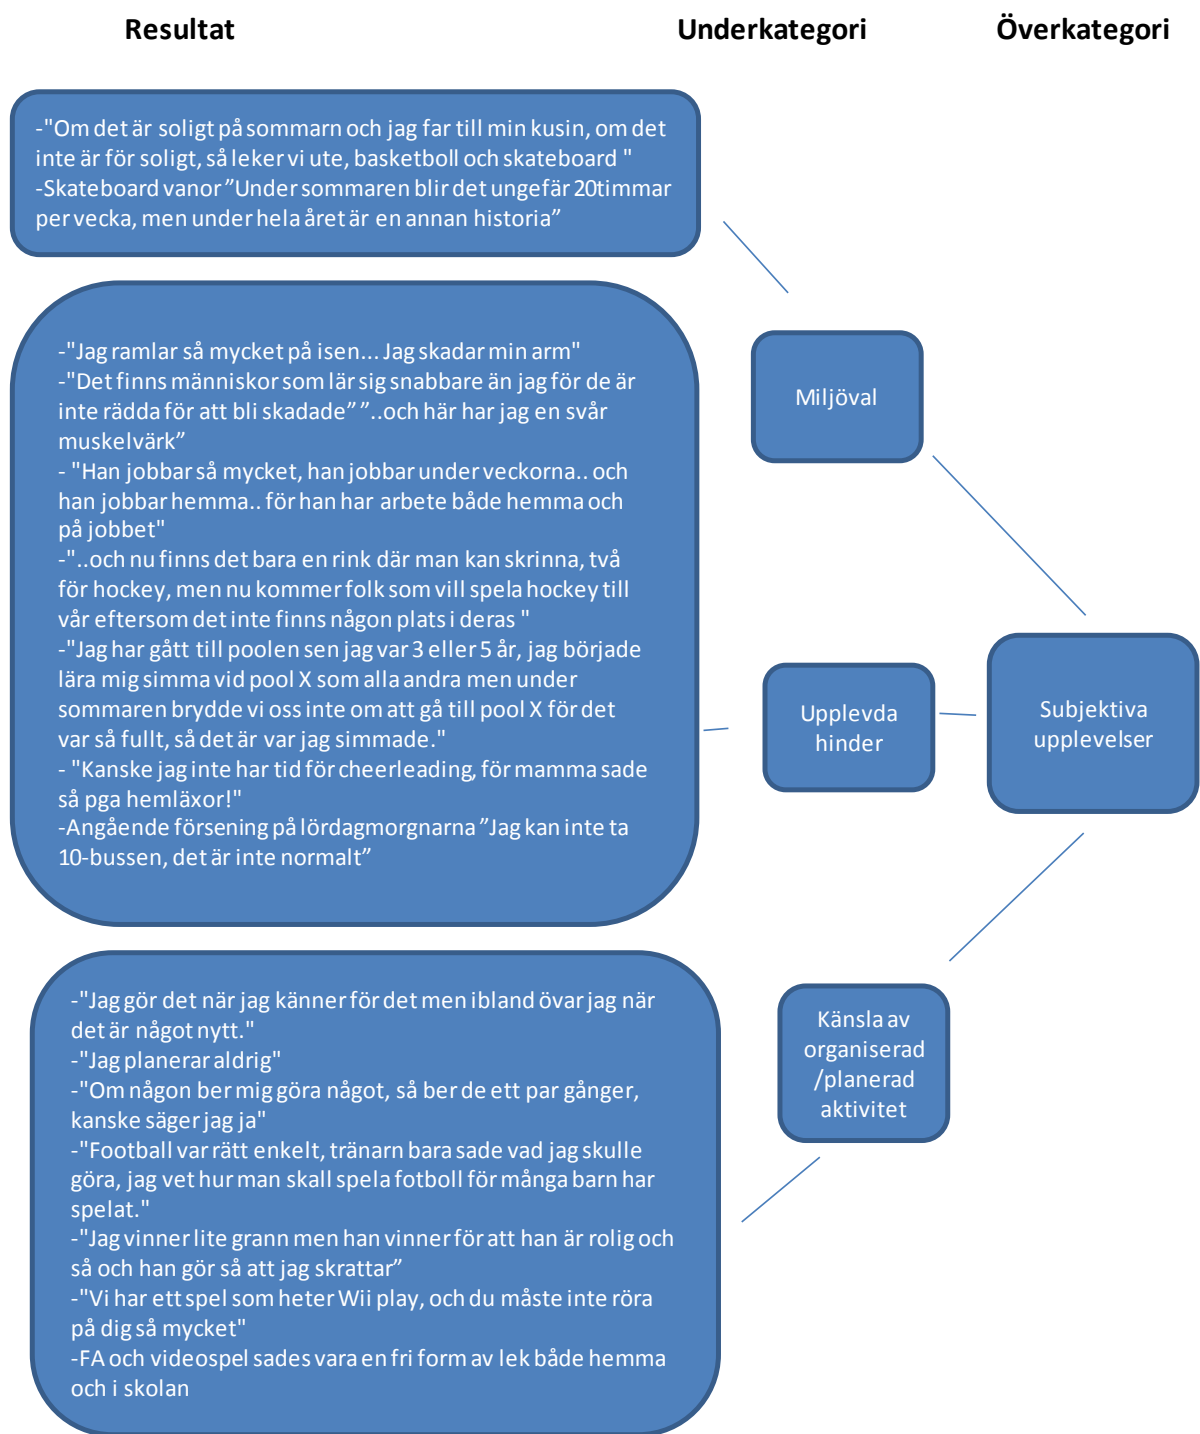 Resultat
Underkategori
Överkategori
-"Om det är soligt på sommarn och jag far till min kusin, om det
inte är för soligt, så leker vi ute, basketboll och skateboard "
-Skateboard vanor ”Under sommaren blir det ungefär 20timmar
per vecka, men under hela året är en annan historia”
Miljöval
-"Jag ramlar så mycket på isen... Jag skadar min arm"
-"Det finns människor som lär sig snabbare än jag för de är
inte rädda för att bli skadade” ”..och här har jag en svår
muskelvärk”
- "Han jobbar så mycket, han jobbar under veckorna.. och
han jobbar hemma.. för han har arbete både hemma och
på jobbet"
-"..och nu finns det bara en rink där man kan skrinna, två
för hockey, men nu kommer folk som vill spela hockey till
vår eftersom det inte finns någon plats i deras "
-"Jag har gått till poolen sen jag var 3 eller 5 år, jag började
lära mig simma vid pool X som alla andra men under
sommaren brydde vi oss inte om att gå till pool X för det
var så fullt, så det är var jag simmade."
- "Kanske jag inte har tid för cheerleading, för mamma sade
så pga hemläxor!"
-Angående försening på lördagmorgnarna ”Jag kan inte ta
10-bussen, det är inte normalt”
Upplevda
hinder
Subjektiva
upplevelser
-"Jag gör det när jag känner för det men ibland övar jag när
det är något nytt."
-"Jag planerar aldrig"
-"Om någon ber mig göra något, så ber de ett par gånger,
kanske säger jag ja"
-"Football var rätt enkelt, tränarn bara sade vad jag skulle
göra, jag vet hur man skall spela fotboll för många barn har
spelat."
-"Jag vinner lite grann men han vinner för att han är rolig och
så och han gör så att jag skrattar”
-"Vi har ett spel som heter Wii play, och du måste inte röra
på dig så mycket"
-FA och videospel sades vara en fri form av lek både hemma
och i skolan
Känsla av
organiserad
/planerad
aktivitet